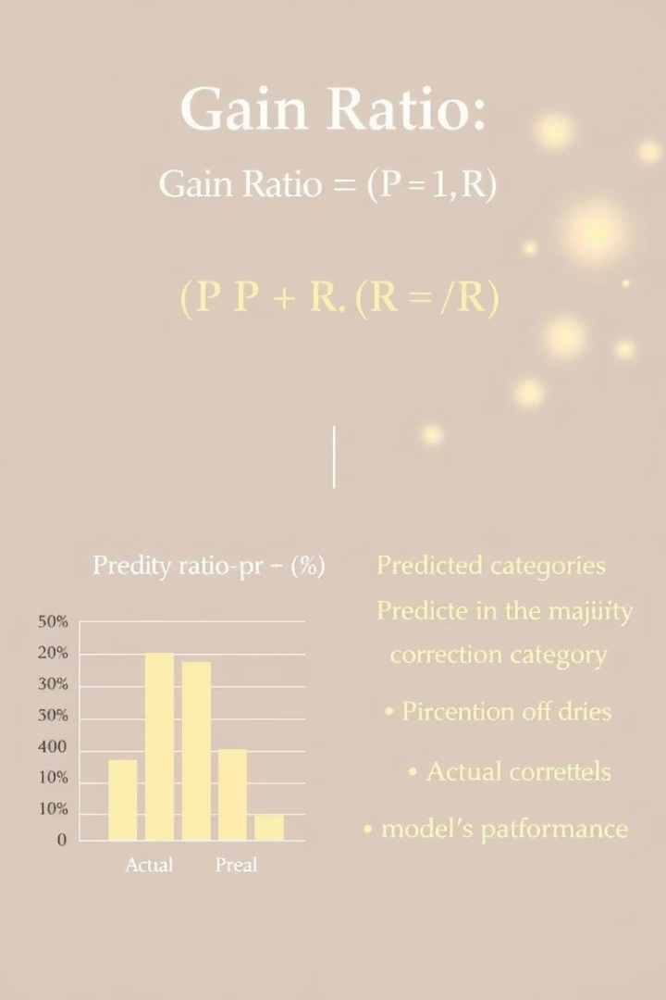 Gain Ratio:
Gain Ratio = (P = 1, R)
(P P + R. (R = /R)
Predity ratio-pr – (%)
50%
20%
30%
30%
400
10%
10%
0
Actual Preal
Predicted categories
Predicte in the majüïty
correction category
• Pircention off dries
• Actual correttels
• model's patformance